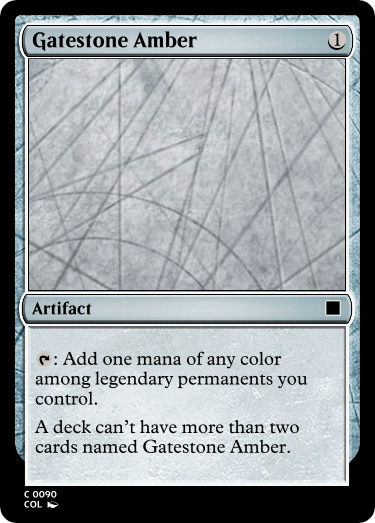 Gatestone Amber 1
Artifact
: Add one mana of any color
among legendary permanents you
control.
A deck can't have more than two
cards named Gatestone Amber.
C 0090
COL